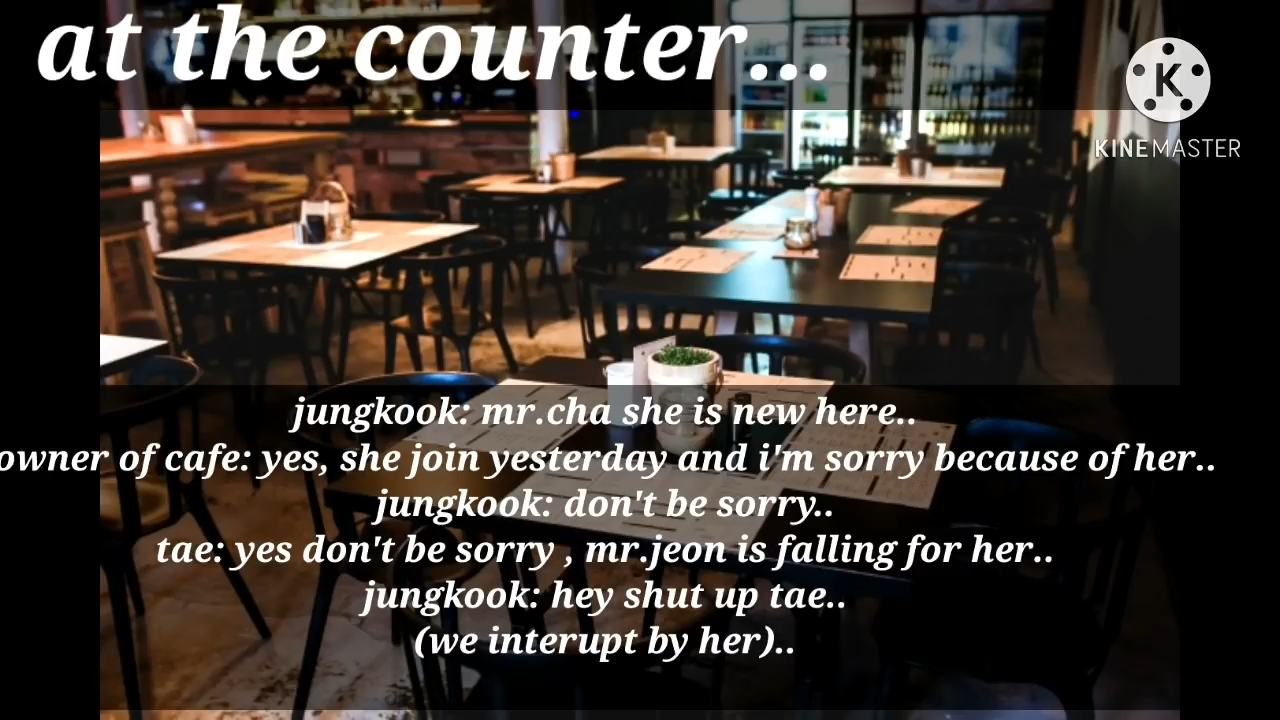 at the counter...
KINEMASTER
jungkook: mr.cha she is new here..
owner of cafe: yes, she join yesterday and i'm sorry because of her..
jungkook: don't be sorry..
tae: yes don't be sorry , mr.jeon is falling for her..
jungkook: hey shut up tae..
(we interupt by her)..